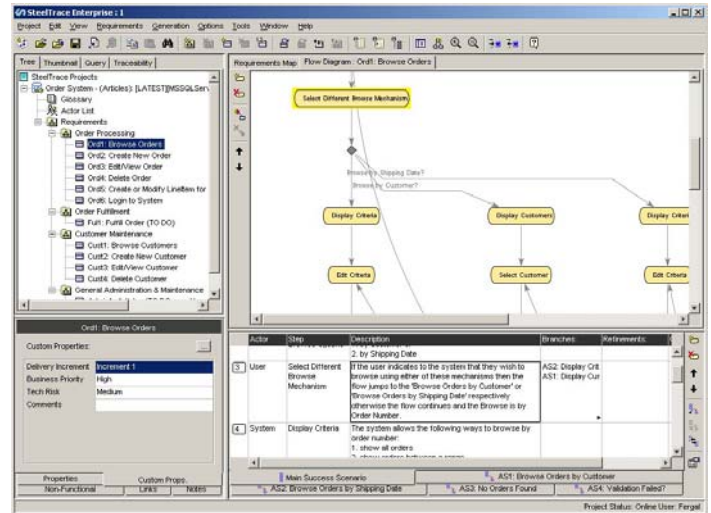 SteelTrace Enterprise : 1
Project Edit View Requirements Generation Options Tools Window Help
Tree Thumbnail Query Traceability
Requirements Map Flow Diagram: Ord1: Browse Orders
SteelTrace Projects
Order System - (Articles): [LATEST][MSSQLServ
Glossary
Actor List
Requirements
Order Processing
Ord1: Browse Orders
Ord2: Create New Order
Ord3: Edit/View Order
Ord4: Delete Order
Ord5: Create or Modify LineItem for
Ord6: Login to System
Order Fulfilment
Ful1: Fulfil Order (TO DO)
Customer Maintenance
Cust1: Browse Customers
Cust2: Create New Customer
Cust3: Edit/View Customer
Cust4: Delete Customer
General Administration & Maintenance
Select Different Browse Mechanism
Browse by Shipping Date?
Browse by Customer?
Display Criteria
Display Customers
Display Criteri
Edit Criteria
Select Customer
Edit Criteria
Ord1: Browse Orders
Custom Properties:
...
Delivery Increment Increment 1
Business Priority High
Tech Risk Medium
Comments
Properties Custom Props.
Non-Functional Links Notes
Actor Step Description Branches: Refinements:
2. by Shipping Date
3 User Select Different Browse Mechanism
If the user indicates to the system that they wish to
browse using either of these mechanisms then the
flow jumps to the 'Browse Orders by Customer' or
'Browse Orders by Shipping Date' respectively
otherwise the flow continues and the Browse is by
Order Number.
AS2: Display Crit
AS1: Display Cur
4 System Display Criteria
The system allows the following ways to browse by
order number:
1. show all orders
Main Success Scenario AS1: Browse Orders by Customer
AS2: Browse Orders by Shipping Date AS3: No Orders Found AS4: Validation Failed?
Project Status: Online User: Fergal